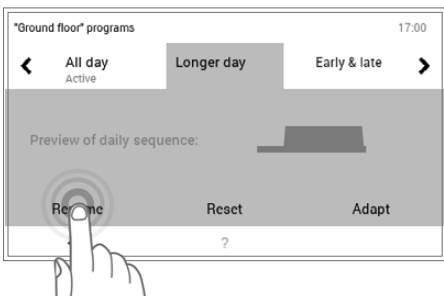 "Ground floor" programs 17:00
All day Longer day Early & late
Active
Preview of daily sequence:
Reset Adapt
?